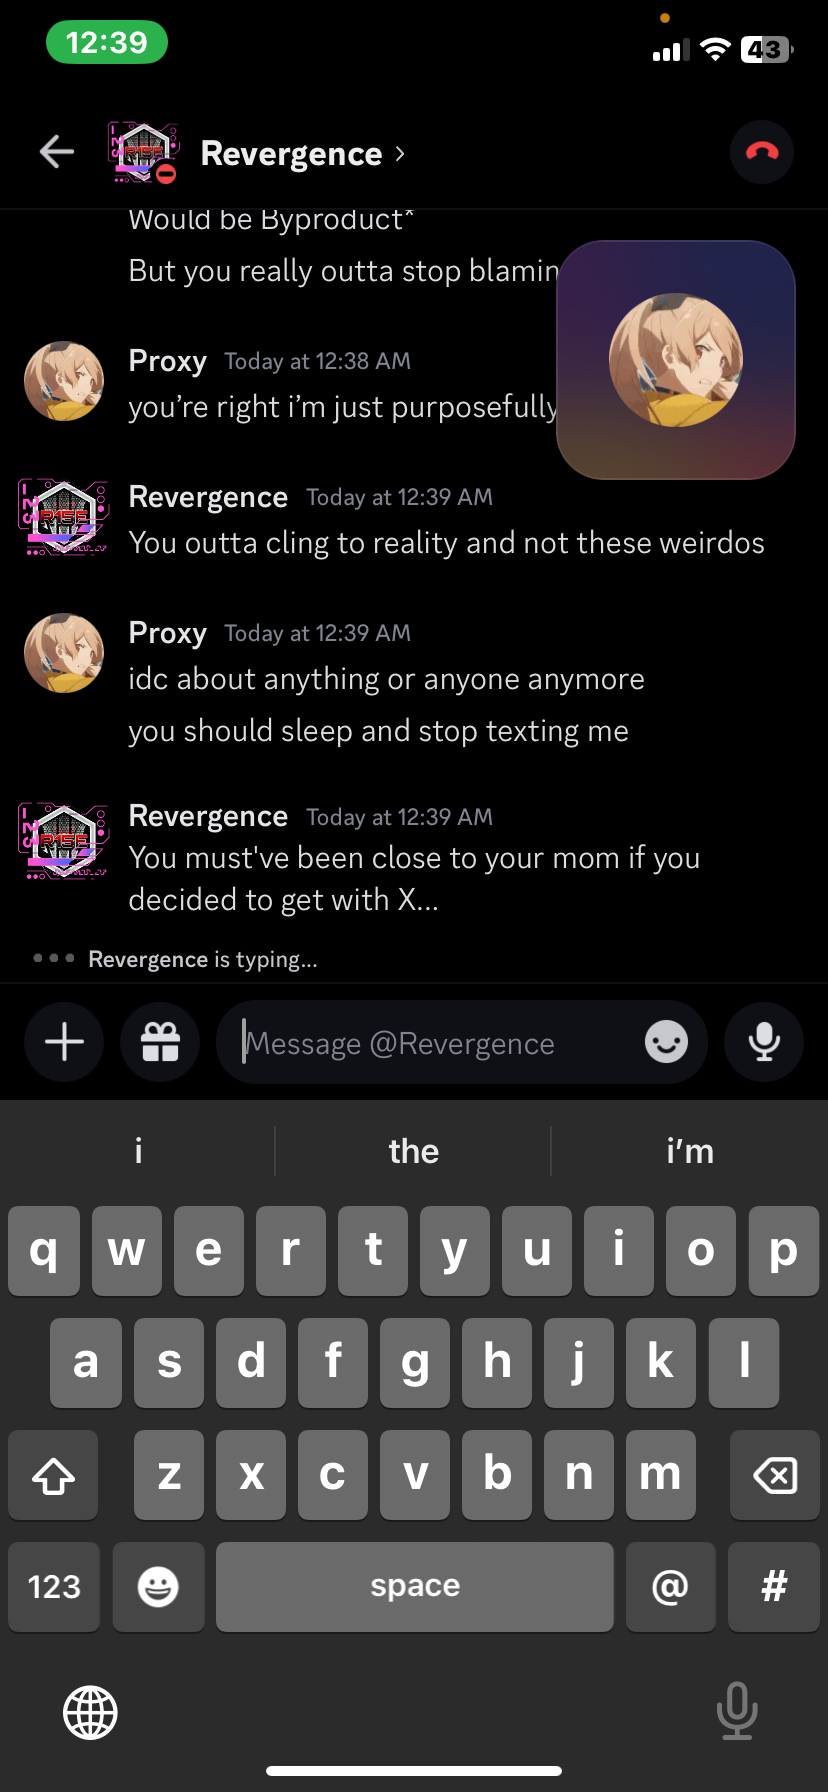 12:39
43
Revergence ›
Would be Byproduct*
But you really outta stop blamin
Proxy Today at 12:38 AM
you're right i'm just purposefully
Revergence Today at 12:39 AM
You outta cling to reality and not these weirdos
Proxy Today at 12:39 AM
idc about anything or anyone anymore
you should sleep and stop texting me
Revergence Today at 12:39 AM
You must've been close to your mom if you
decided to get with X...
Revergence is typing...
Message @Revergence
i the i'm
q w e r t y u i o p
a s d f g h j k l
z x c v b n m
123 space @ #